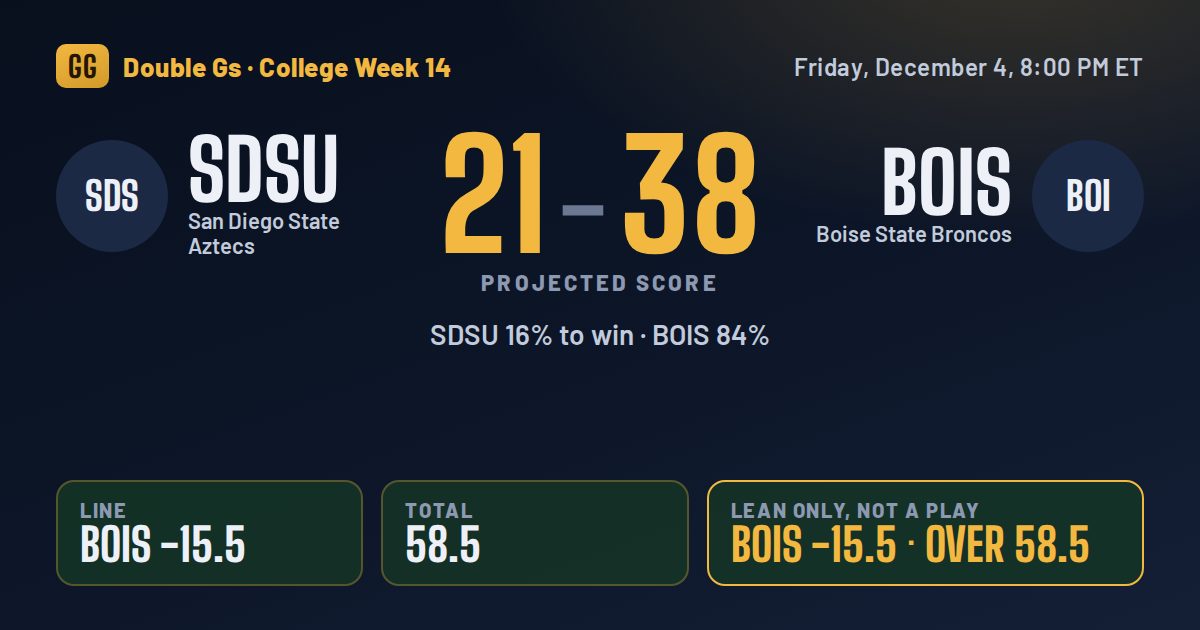 GG
Double Gs · College Week 14
Friday, December 4, 8:00 PM ET
SDS
SDSU
San Diego State
Aztecs
21 – 38
PROJECTED SCORE
SDSU 16% to win · BOIS 84%
BOIS
Boise State Broncos
BOI
LINE
BOIS −15.5
TOTAL
58.5
LEAN ONLY, NOT A PLAY
BOIS −15.5 · OVER 58.5